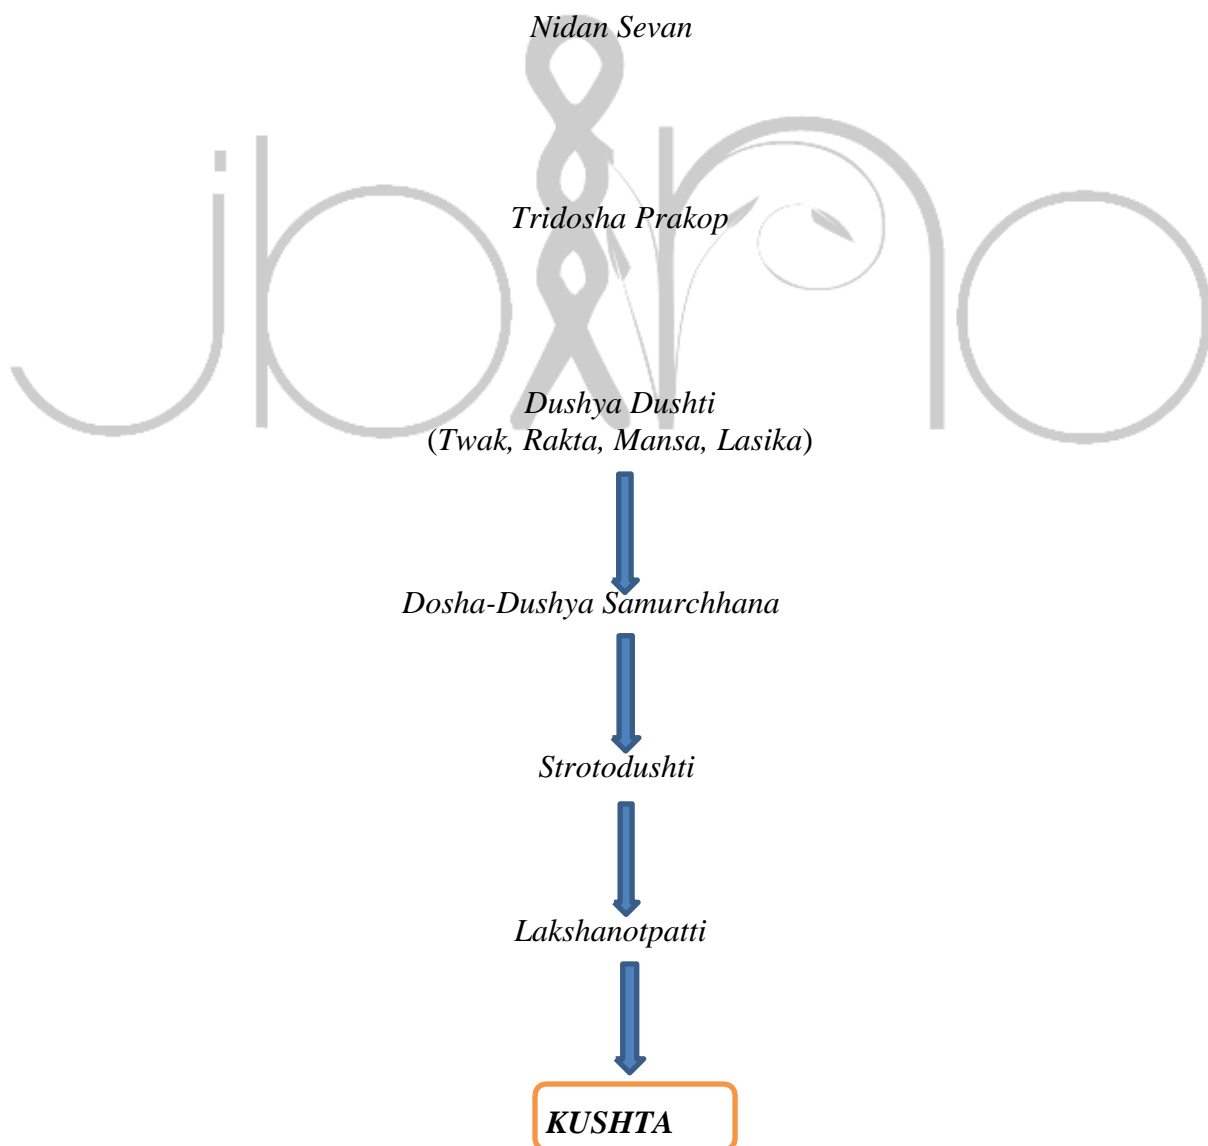 Nidan Sevan
Tridosha Prakop
Dushya Dushti
(Twak, Rakta, Mansa, Lasika)
Dosha-Dushya Samurchhana
Strotodushti
Lakshanotpatti
KUSHTA